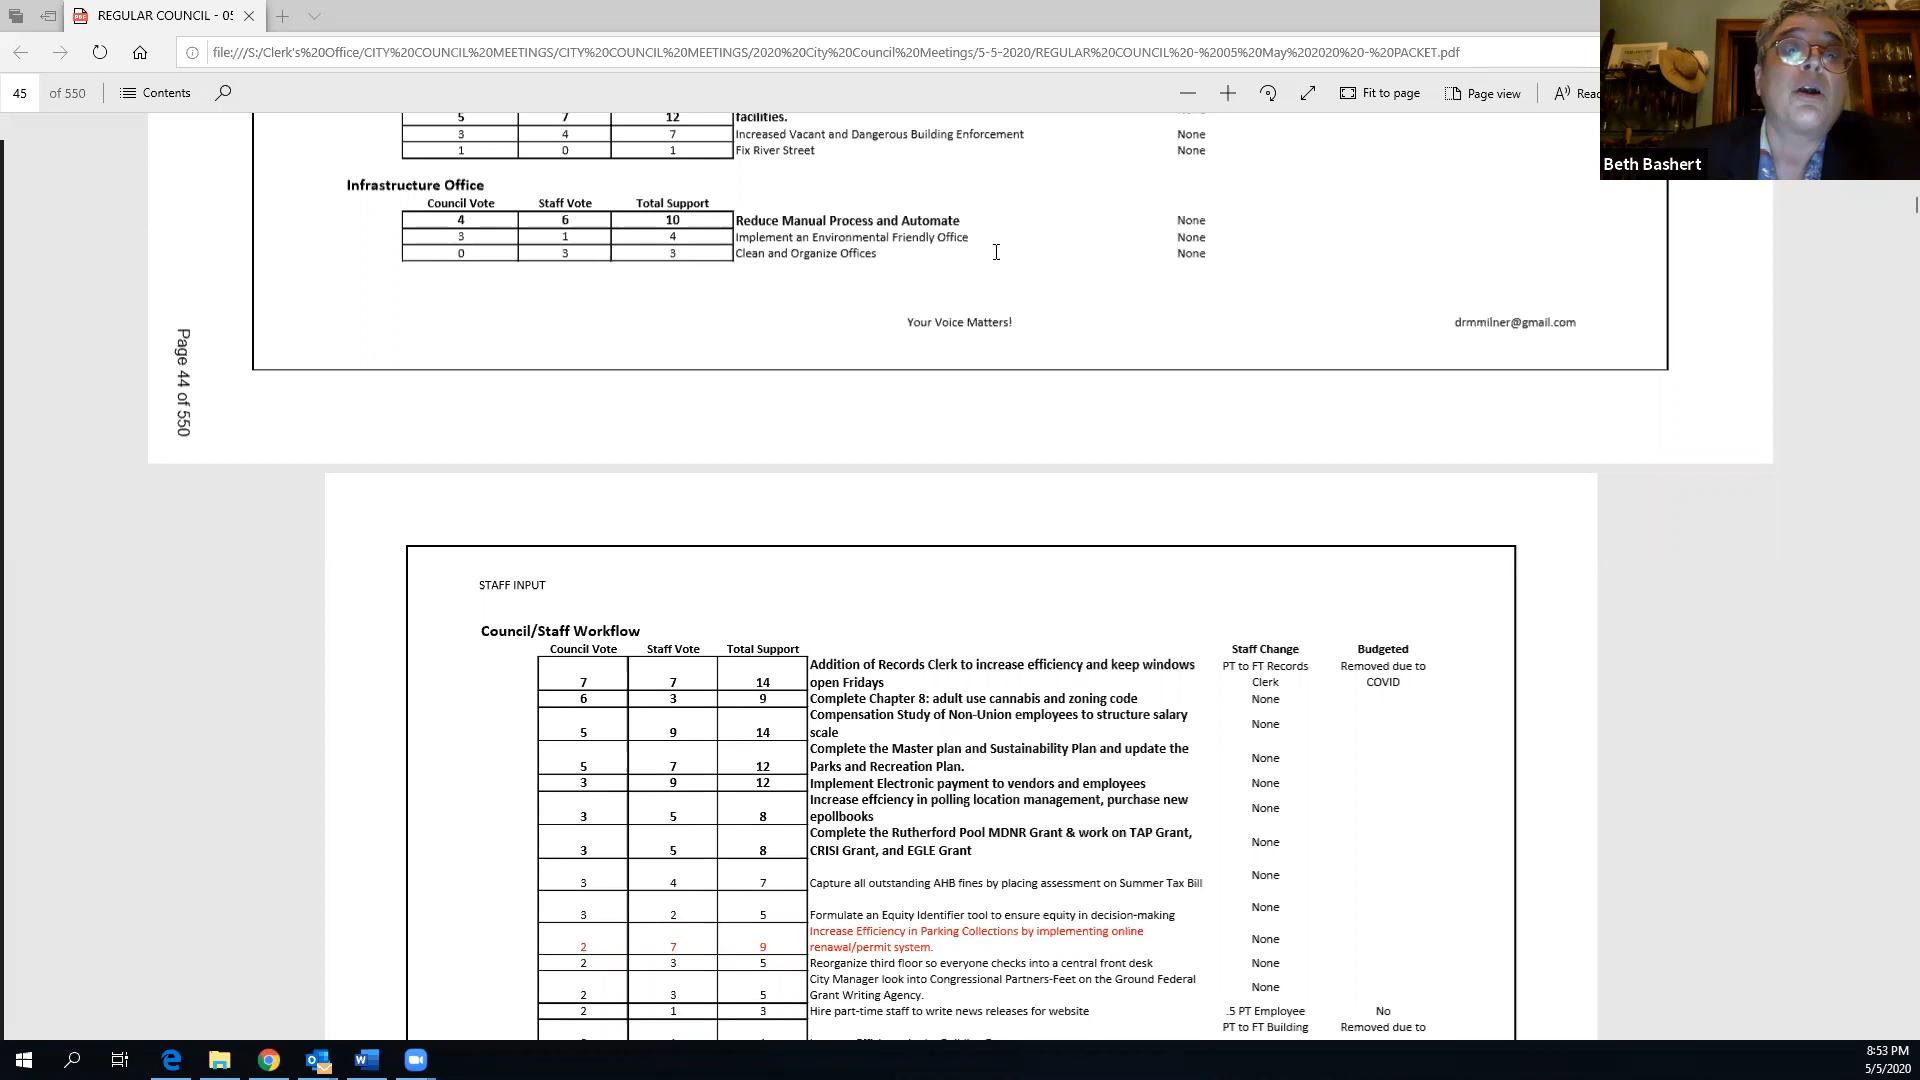 REGULAR COUNCIL - 05
file:///S:/Clerk's%20Office/CITY%20COUNCIL%20MEETINGS/CITY%20COUNCIL%20MEETINGS/2020%20City%20Council%20Meetings/5-5-2020/REGULAR%20COUNCIL%20-%2005%20May%202020%20-%20PACKET.pdf
45 of 550 Contents Fit to page Page view Read
Beth Bashert
5 7 12 facilities.
3 4 7 Increased Vacant and Dangerous Building Enforcement None
1 0 1 Fix River Street None
Infrastructure Office
Council Vote Staff Vote Total Support
4 6 10 Reduce Manual Process and Automate None
3 1 4 Implement an Environmental Friendly Office None
0 3 3 Clean and Organize Offices None
Your Voice Matters! drmmilner@gmail.com
Page 44 of 550
STAFF INPUT
Council/Staff Workflow
Council Vote Staff Vote Total Support Staff Change Budgeted
Addition of Records Clerk to increase efficiency and keep windows PT to FT Records Removed due to
7 7 14 open Fridays Clerk COVID
6 3 9 Complete Chapter 8: adult use cannabis and zoning code None
Compensation Study of Non-Union employees to structure salary None
5 9 14 scale
Complete the Master plan and Sustainability Plan and update the None
5 7 12 Parks and Recreation Plan.
3 9 12 Implement Electronic payment to vendors and employees None
Increase effciency in polling location management, purchase new None
3 5 8 epollbooks
Complete the Rutherford Pool MDNR Grant & work on TAP Grant, None
3 5 8 CRISI Grant, and EGLE Grant
3 4 7 Capture all outstanding AHB fines by placing assessment on Summer Tax Bill None
3 2 5 Formulate an Equity Identifier tool to ensure equity in decision-making None
Increase Efficiency in Parking Collections by implementing online None
2 7 9 renawal/permit system.
2 3 5 Reorganize third floor so everyone checks into a central front desk None
City Manager look into Congressional Partners-Feet on the Ground Federal None
2 3 5 Grant Writing Agency.
2 1 3 Hire part-time staff to write news releases for website .5 PT Employee No
PT to FT Building Removed due to
8:53 PM
5/5/2020